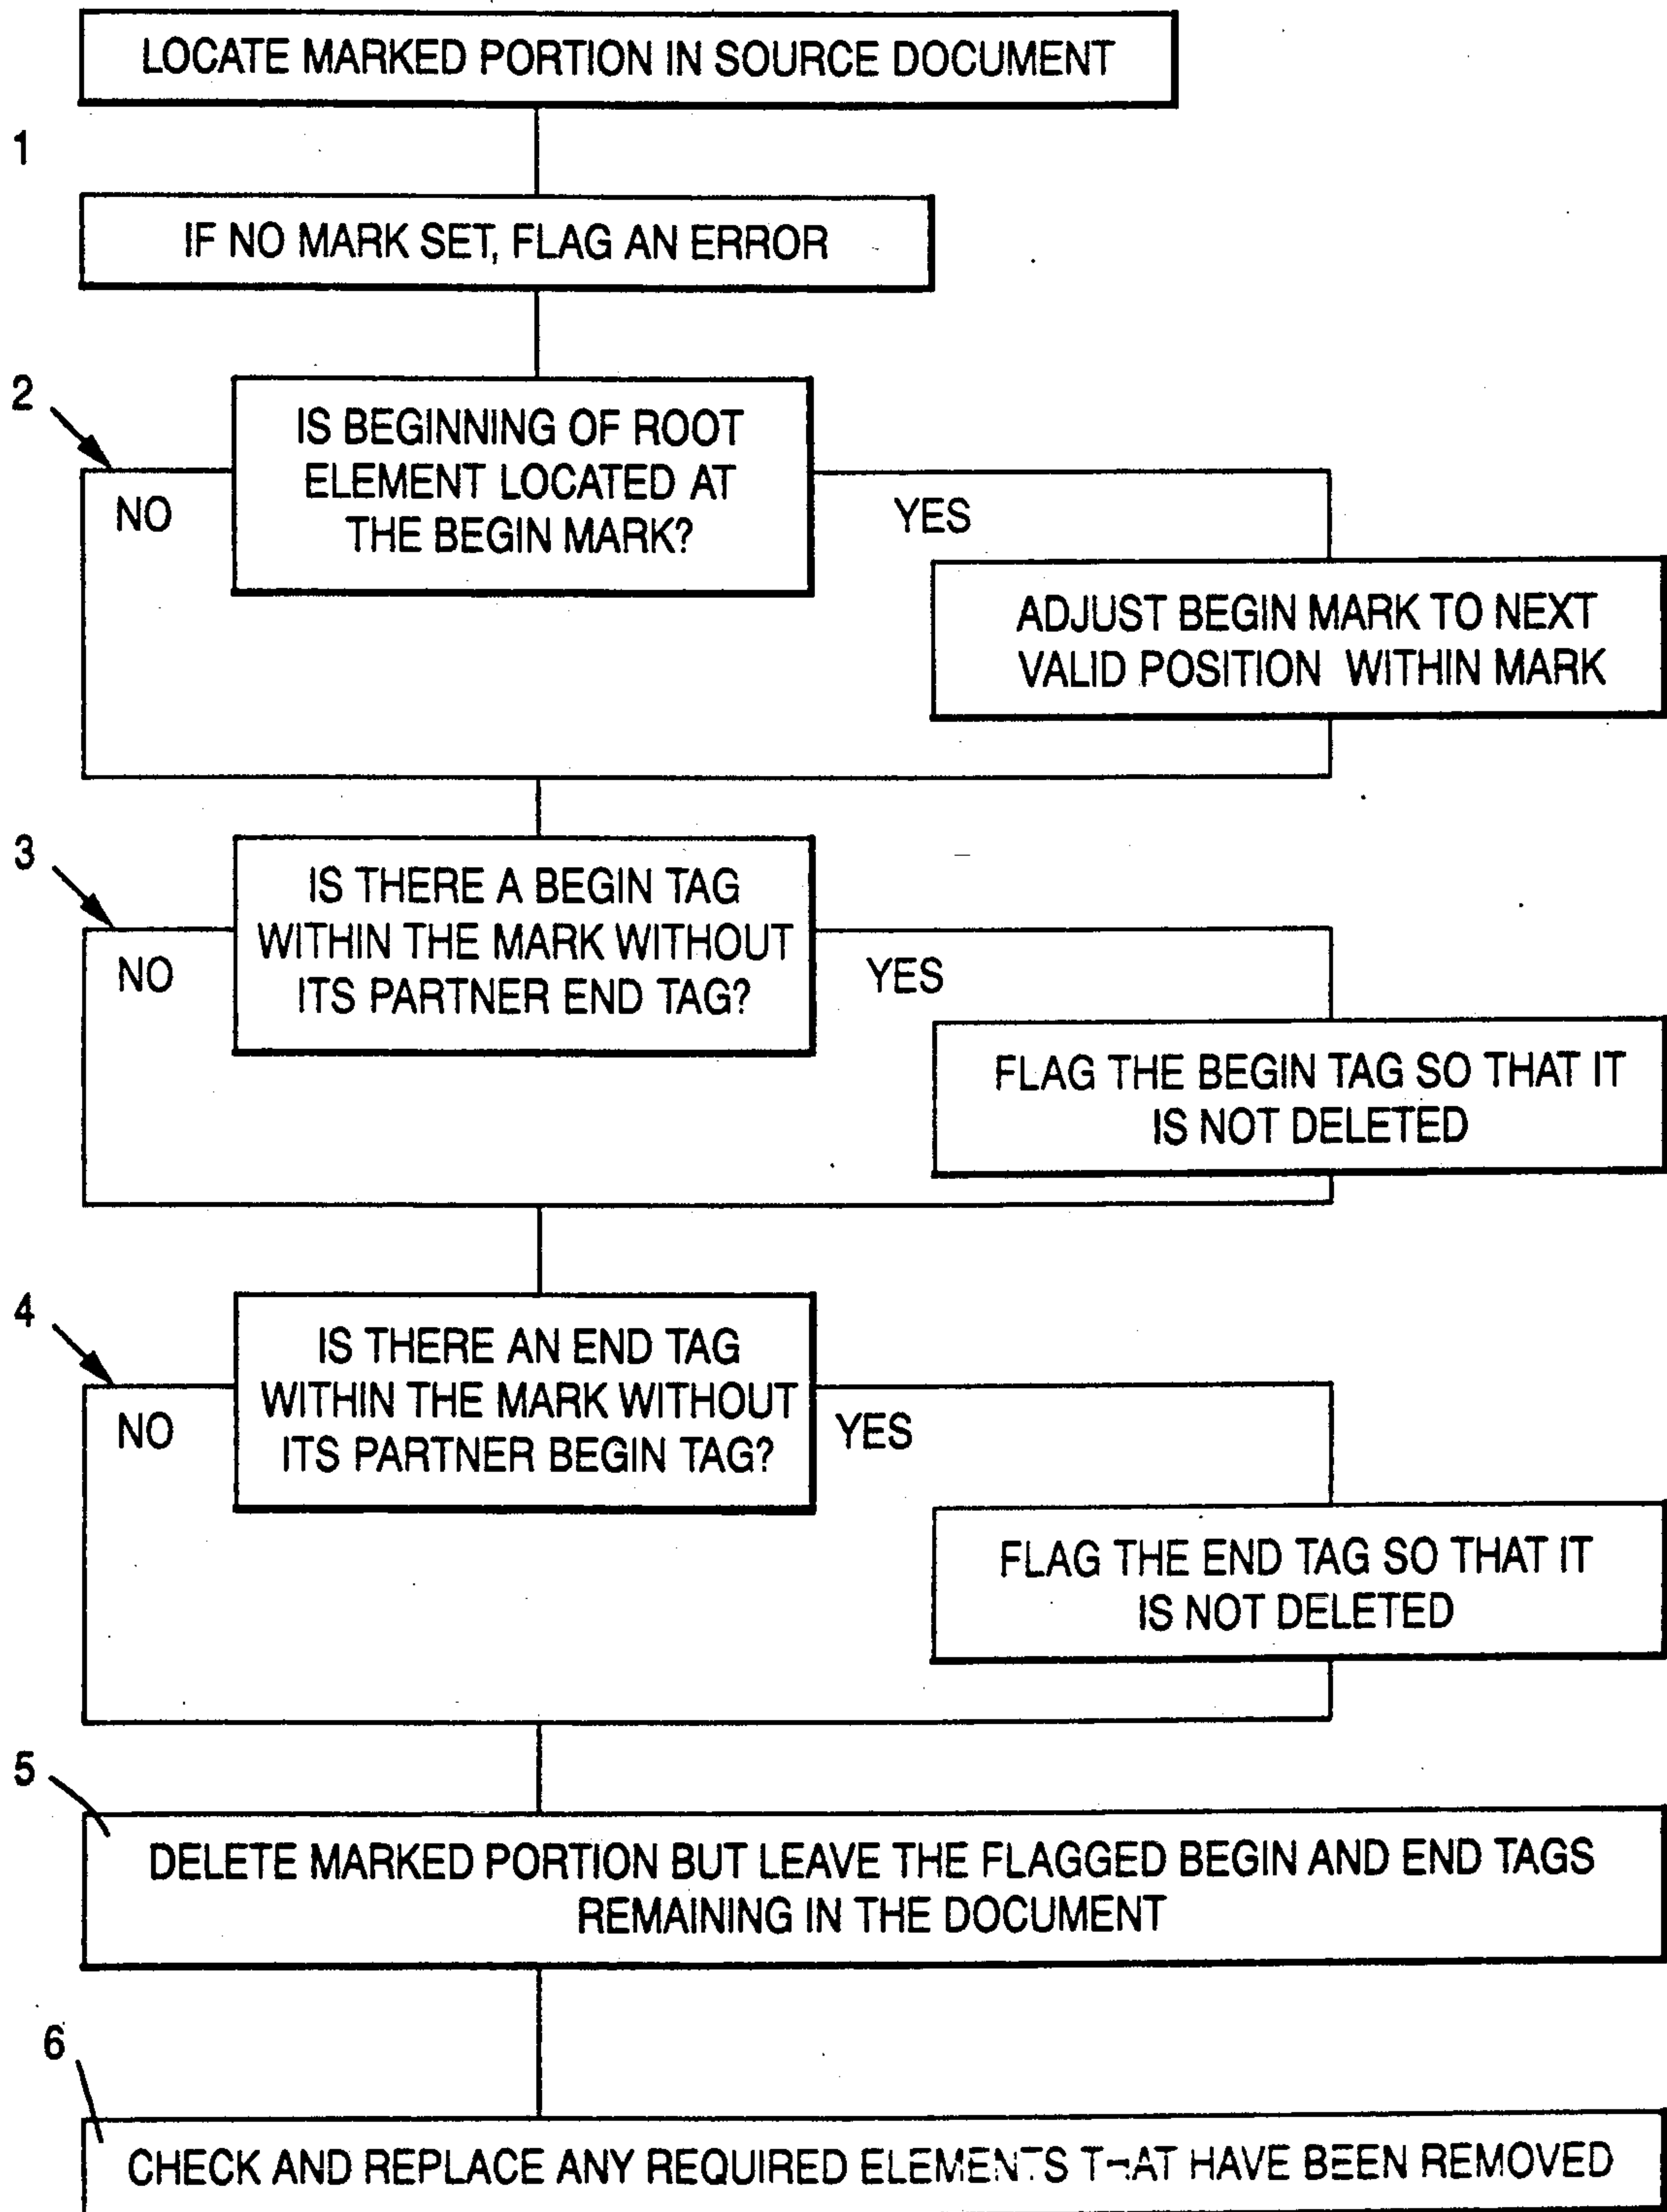 LOCATE MARKED PORTION IN SOURCE DOCUMENT
1
IF NO MARK SET, FLAG AN ERROR
2
IS BEGINNING OF ROOT
ELEMENT LOCATED AT
THE BEGIN MARK?
NO
YES
ADJUST BEGIN MARK TO NEXT
VALID POSITION WITHIN MARK
3
IS THERE A BEGIN TAG
WITHIN THE MARK WITHOUT
ITS PARTNER END TAG?
NO
YES
FLAG THE BEGIN TAG SO THAT IT
IS NOT DELETED
4
IS THERE AN END TAG
WITHIN THE MARK WITHOUT
ITS PARTNER BEGIN TAG?
NO
YES
FLAG THE END TAG SO THAT IT
IS NOT DELETED
5
DELETE MARKED PORTION BUT LEAVE THE FLAGGED BEGIN AND END TAGS
REMAINING IN THE DOCUMENT
6
CHECK AND REPLACE ANY REQUIRED ELEMENTS THAT HAVE BEEN REMOVED